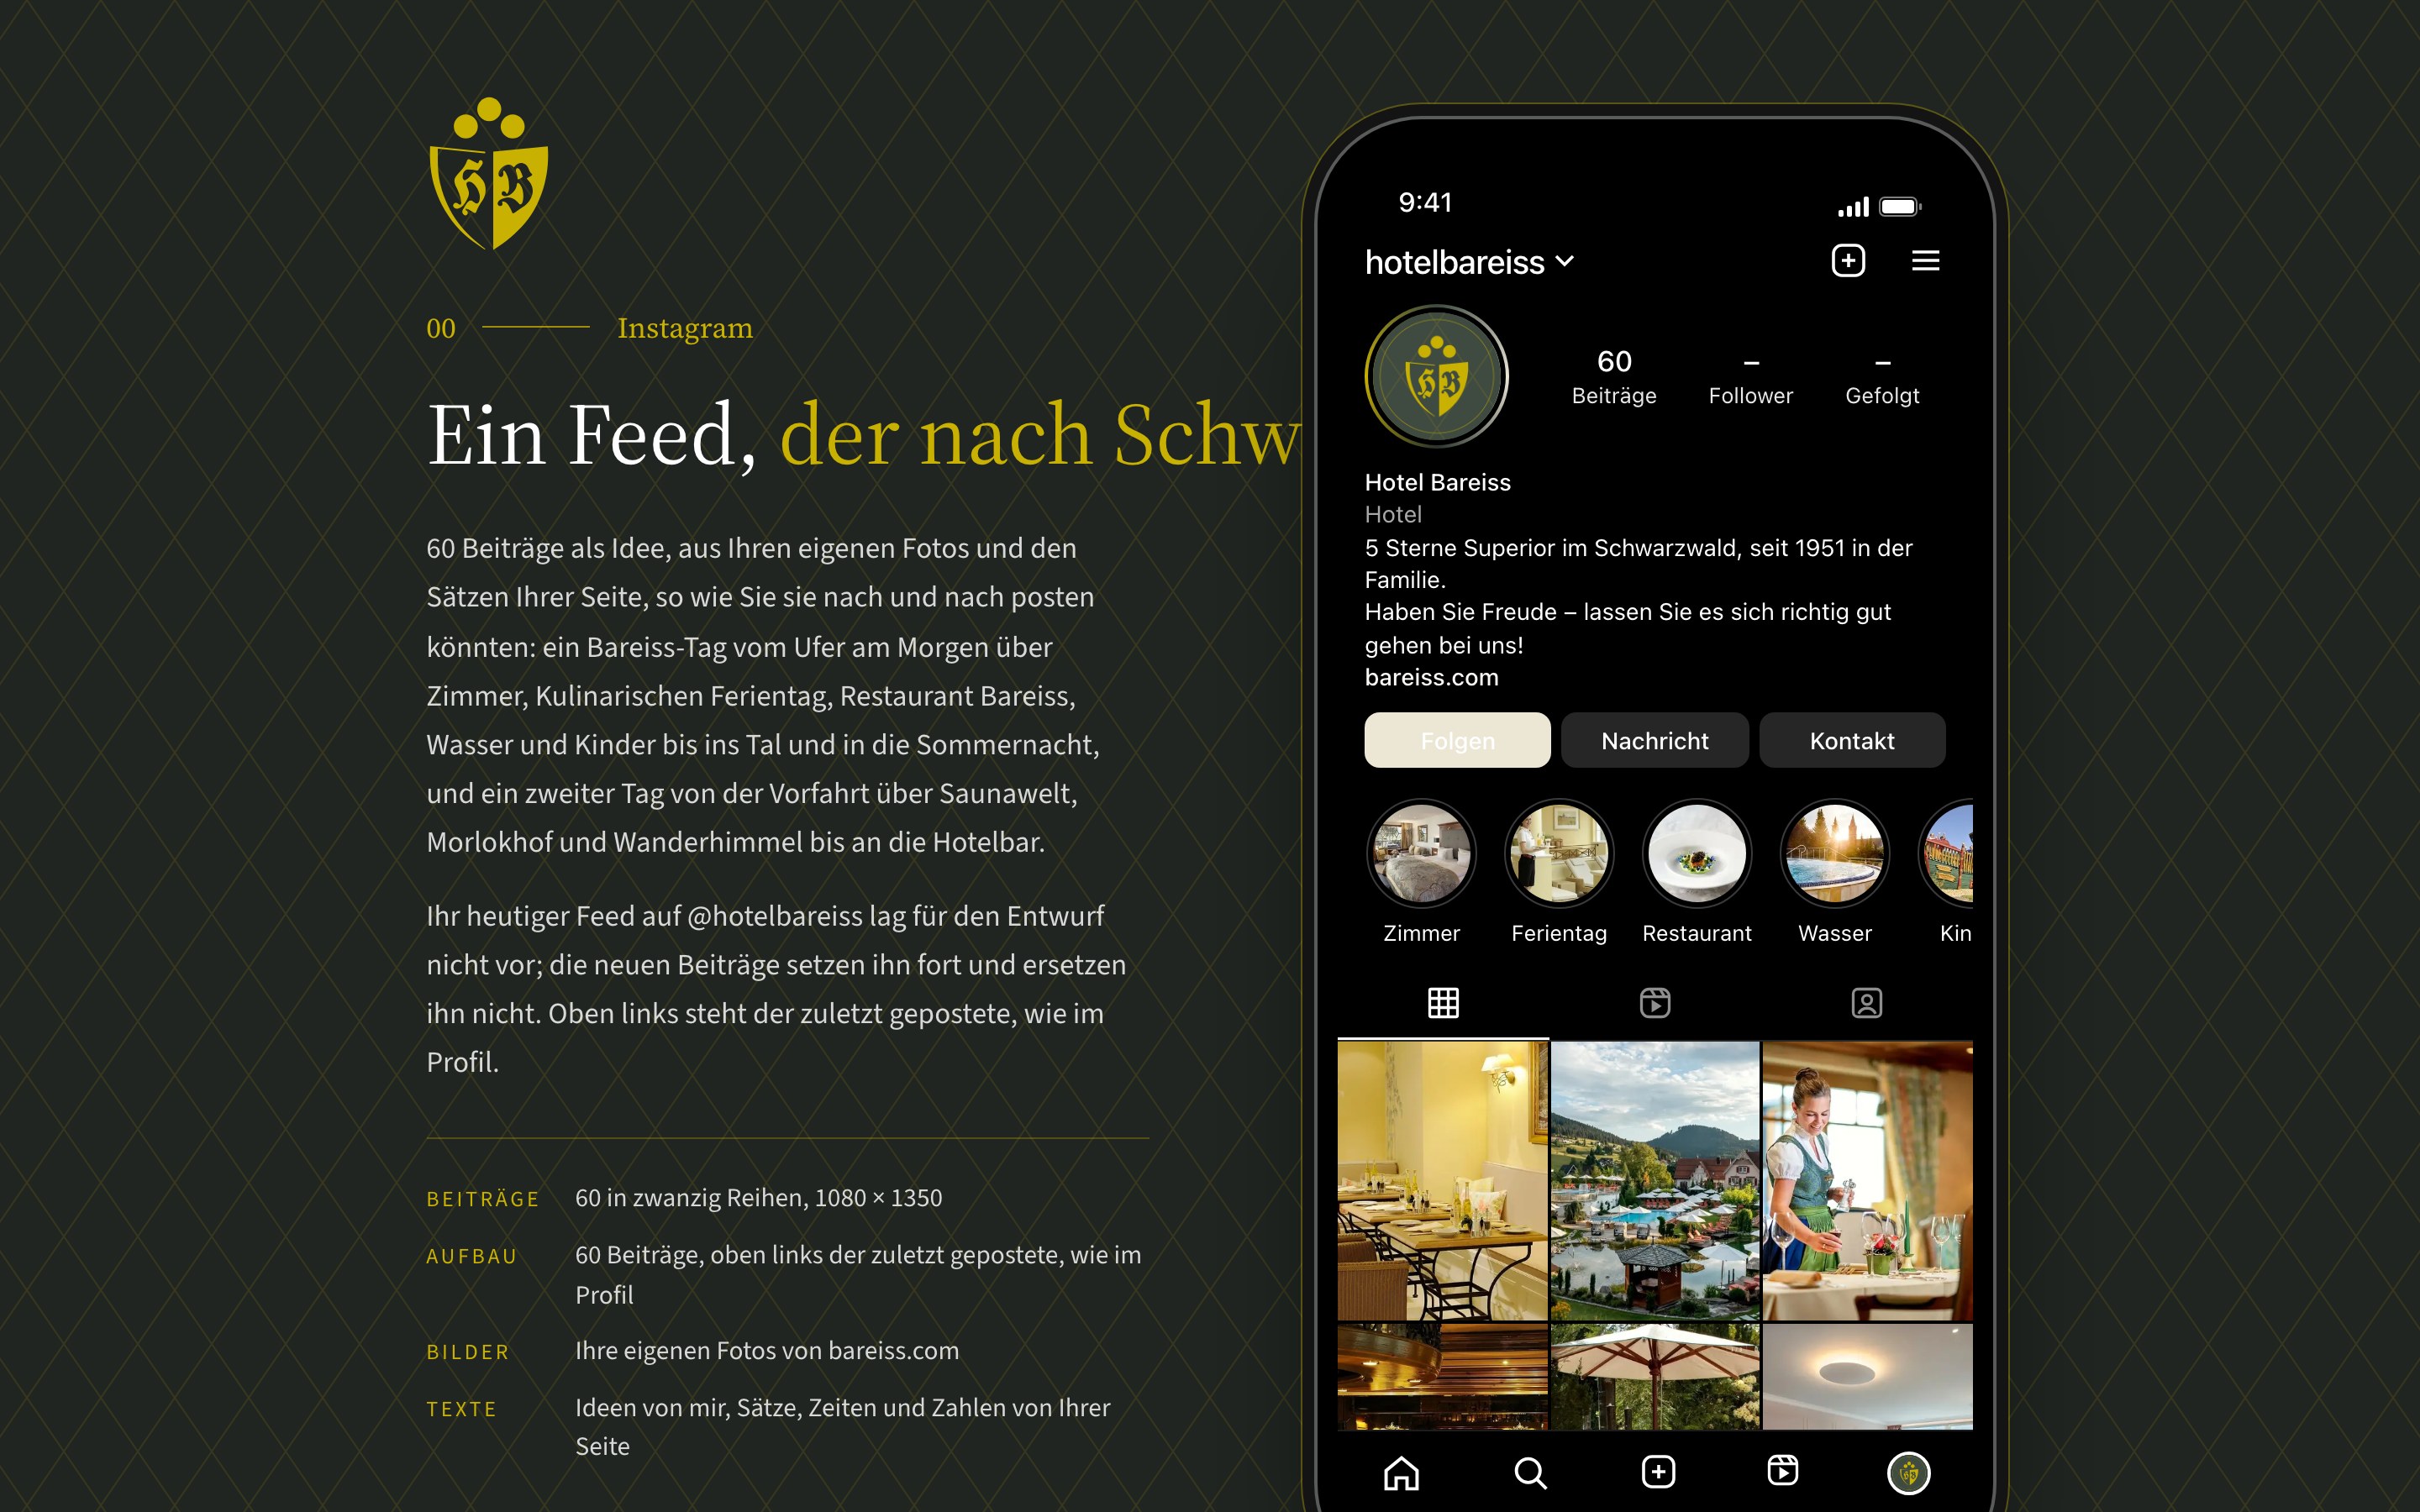 HB
00 Instagram
Ein Feed, der nach Schw
60 Beiträge als Idee, aus Ihren eigenen Fotos und den
Sätzen Ihrer Seite, so wie Sie sie nach und nach posten
könnten: ein Bareiss-Tag vom Ufer am Morgen über
Zimmer, Kulinarischen Ferientag, Restaurant Bareiss,
Wasser und Kinder bis ins Tal und in die Sommernacht,
und ein zweiter Tag von der Vorfahrt über Saunawelt,
Morlokhof und Wanderhimmel bis an die Hotelbar.
Ihr heutiger Feed auf @hotelbareiss lag für den Entwurf
nicht vor; die neuen Beiträge setzen ihn fort und ersetzen
ihn nicht. Oben links steht der zuletzt gepostete, wie im
Profil.
BEITRÄGE 60 in zwanzig Reihen, 1080 × 1350
AUFBAU 60 Beiträge, oben links der zuletzt gepostete, wie im
Profil
BILDER Ihre eigenen Fotos von bareiss.com
TEXTE Ideen von mir, Sätze, Zeiten und Zahlen von Ihrer
Seite
9:41
hotelbareiss
HB
60 – –
Beiträge Follower Gefolgt
Hotel Bareiss
Hotel
5 Sterne Superior im Schwarzwald, seit 1951 in der
Familie.
Haben Sie Freude – lassen Sie es sich richtig gut
gehen bei uns!
bareiss.com
Folgen Nachricht Kontakt
Zimmer Ferientag Restaurant Wasser Kin